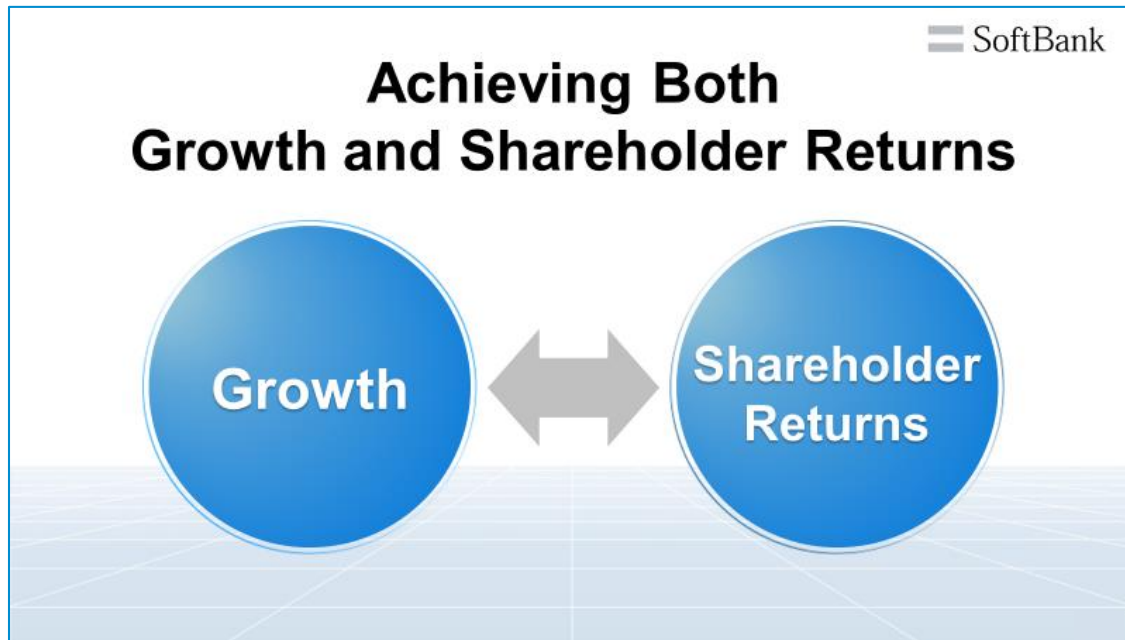 SoftBank
Achieving Both
Growth and Shareholder Returns
Growth
Shareholder
Returns